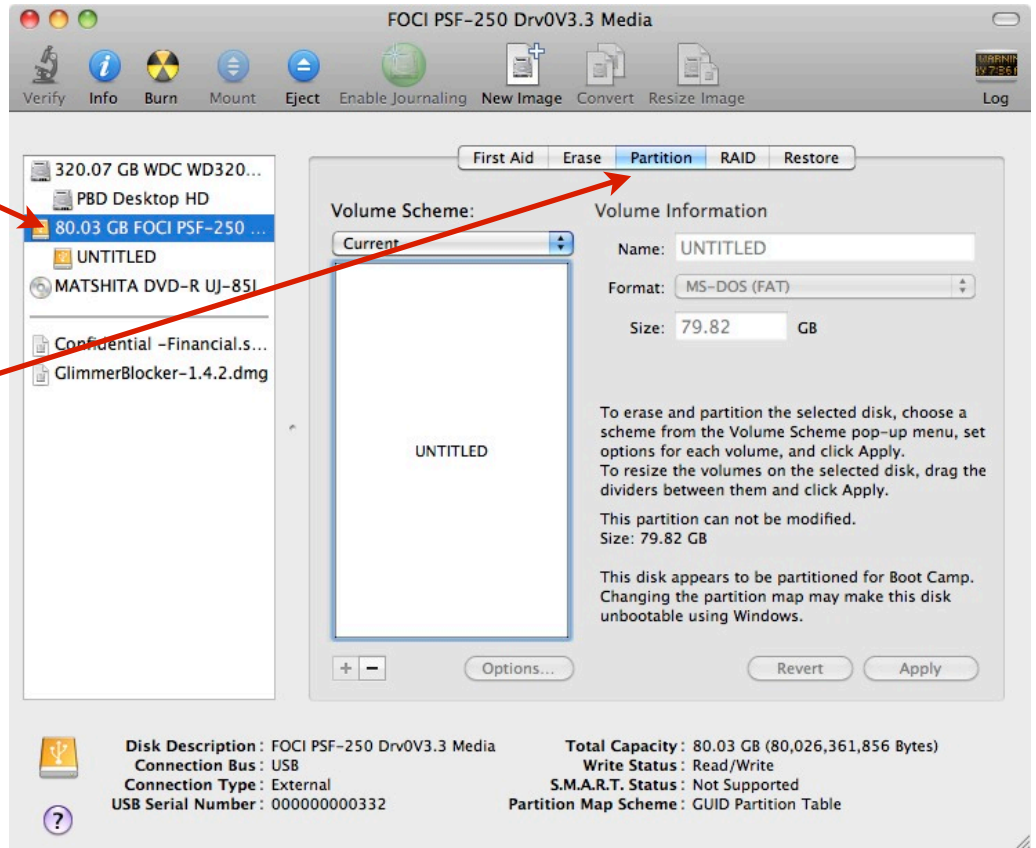 FOCI PSF-250 Drv0V3.3 Media
Verify Info Burn Mount Eject Enable Journaling New Image Convert Resize Image Log
320.07 GB WDC WD320...
PBD Desktop HD
80.03 GB FOCI PSF-250 ...
UNTITLED
MATSHITA DVD-R UJ-85J
Confidential -Financial.s...
GlimmerBlocker-1.4.2.dmg
First Aid Erase Partition RAID Restore
Volume Scheme:
Current
UNTITLED
Options...
Volume Information
Name: UNTITLED
Format: MS-DOS (FAT)
Size: 79.82 GB
To erase and partition the selected disk, choose a
scheme from the Volume Scheme pop-up menu, set
options for each volume, and click Apply.
To resize the volumes on the selected disk, drag the
dividers between them and click Apply.
This partition can not be modified.
Size: 79.82 GB
This disk appears to be partitioned for Boot Camp.
Changing the partition map may make this disk
unbootable using Windows.
Revert Apply
Disk Description : FOCI PSF-250 Drv0V3.3 Media
Connection Bus : USB
Connection Type : External
USB Serial Number : 000000000332
Total Capacity : 80.03 GB (80,026,361,856 Bytes)
Write Status : Read/Write
S.M.A.R.T. Status : Not Supported
Partition Map Scheme : GUID Partition Table